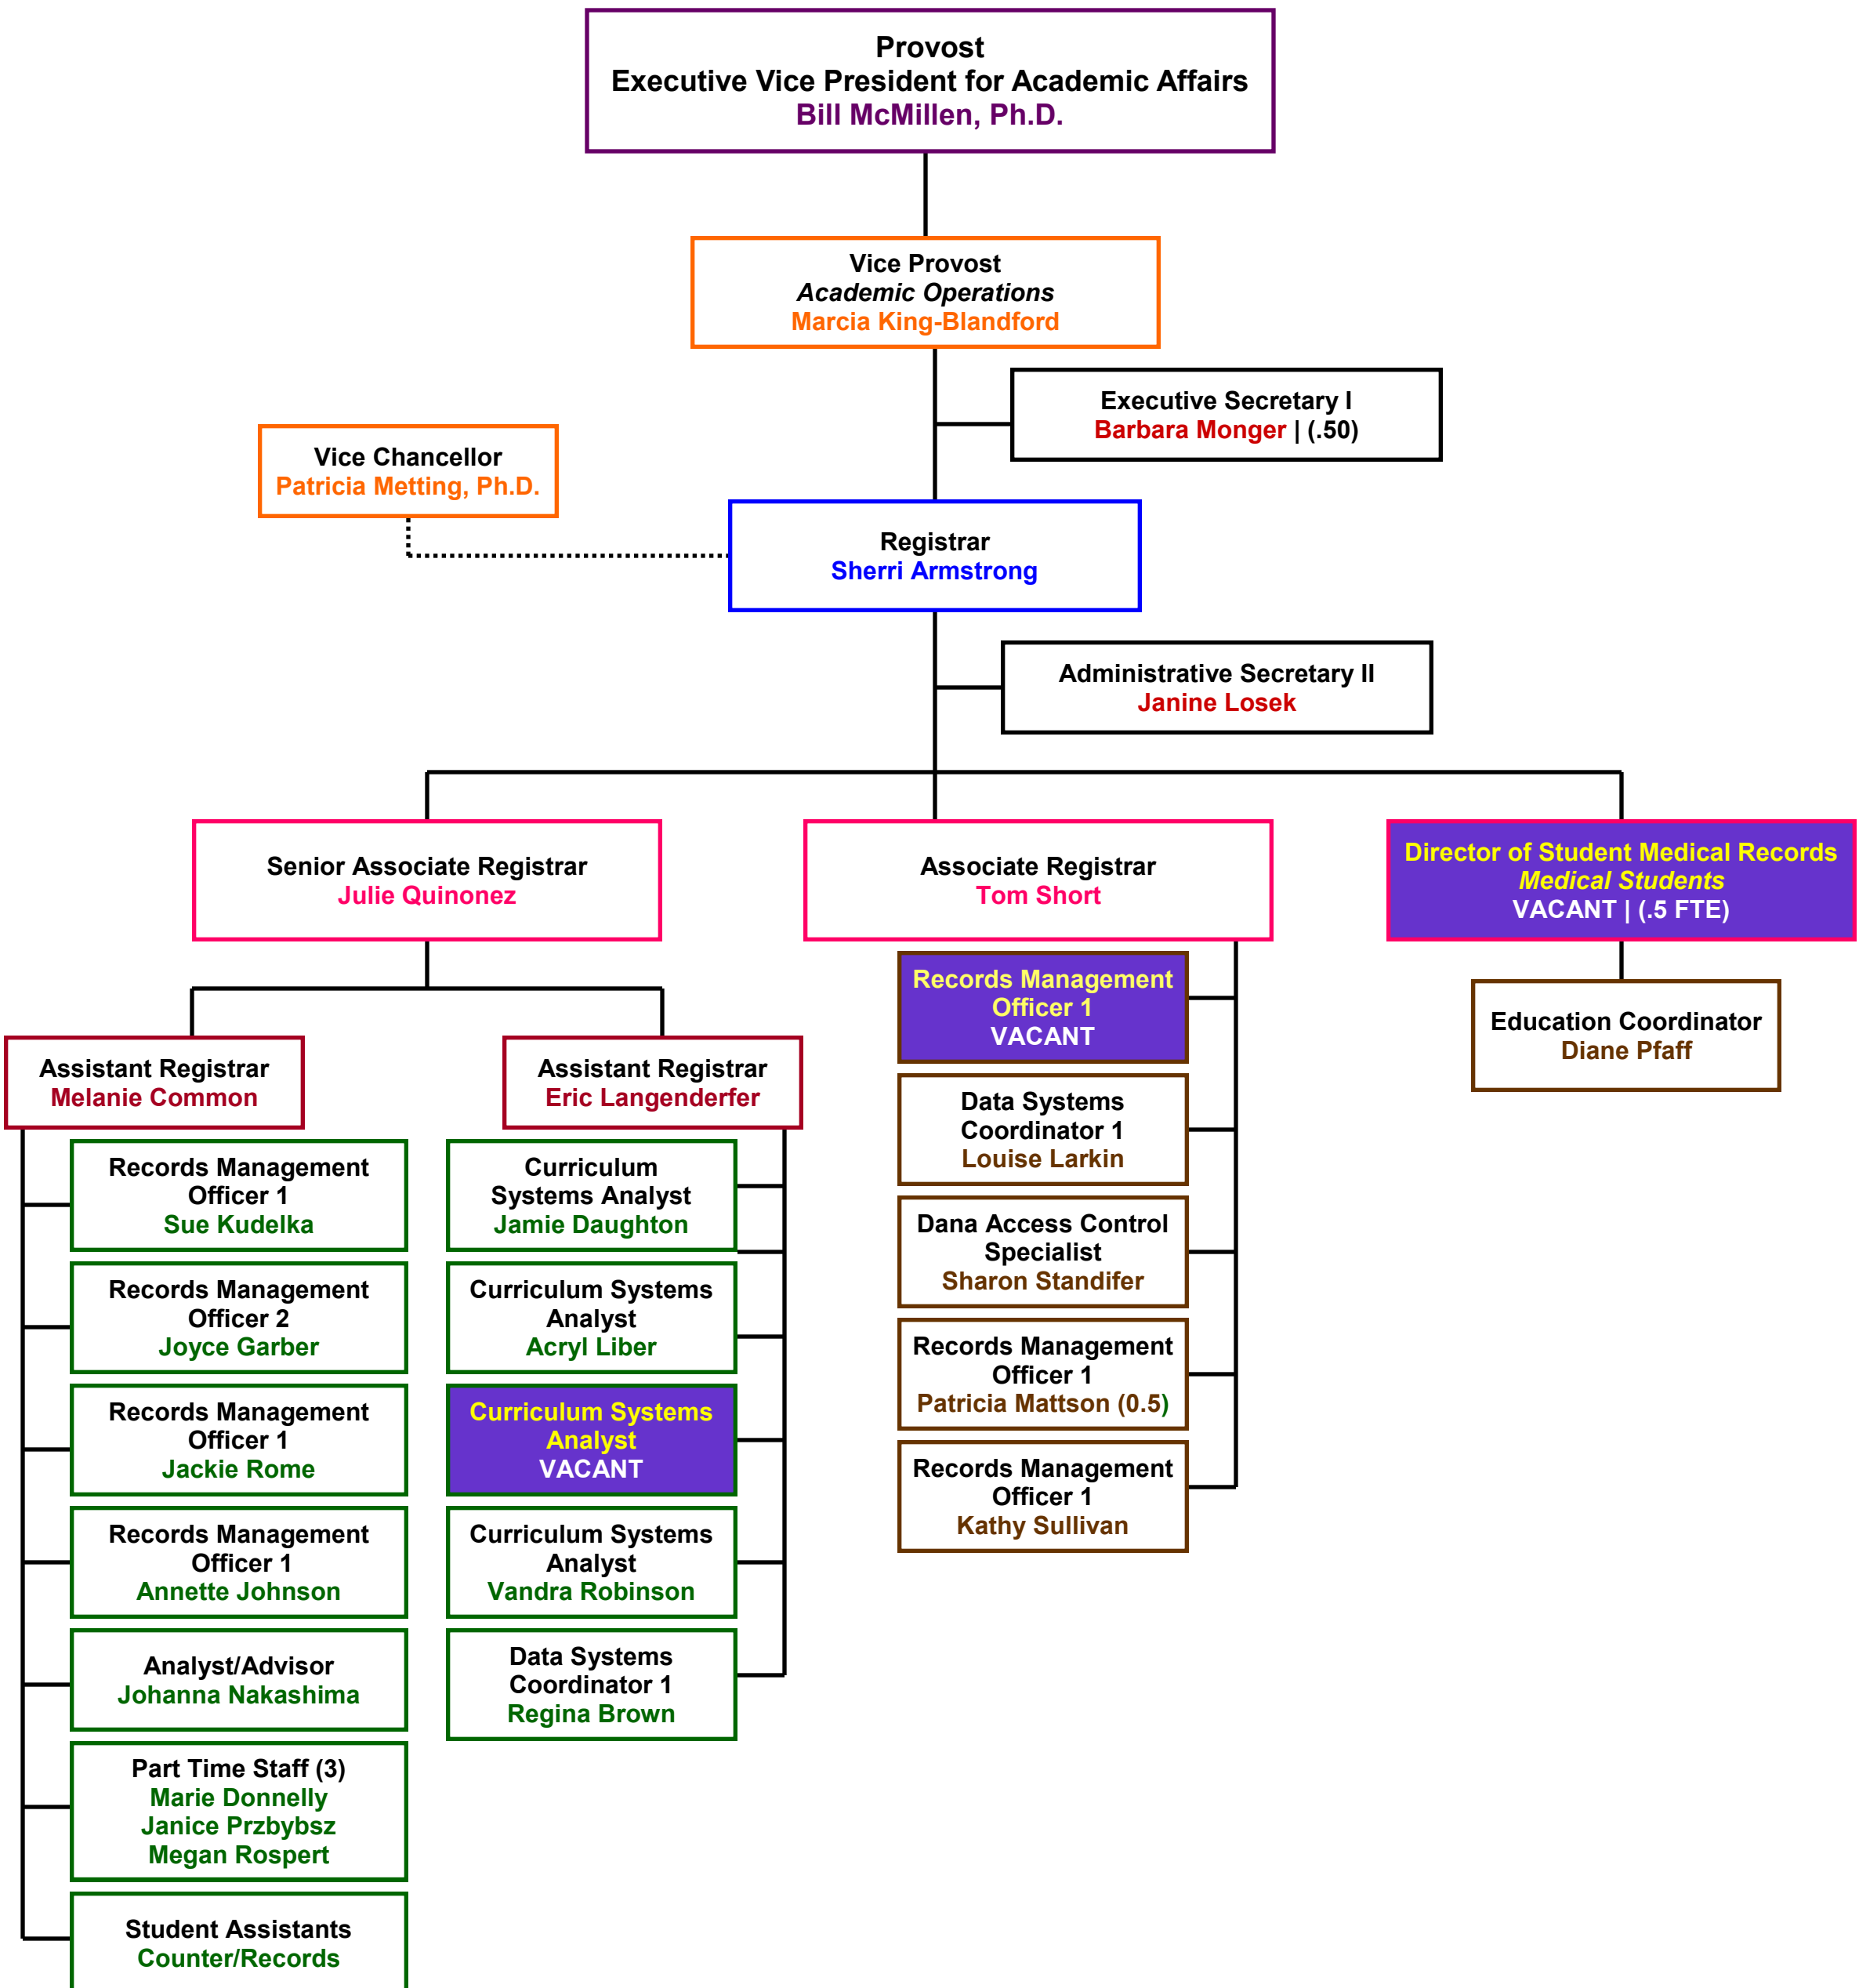 Provost
Executive Vice President for Academic Affairs
Bill McMillen, Ph.D.
Vice Provost
Academic Operations
Marcia King-Blandford
Executive Secretary I
Barbara Monger | (.50)
Vice Chancellor
Patricia Metting, Ph.D.
Registrar
Sherri Armstrong
Administrative Secretary II
Janine Losek
Senior Associate Registrar
Julie Quinonez
Associate Registrar
Tom Short
Director of Student Medical Records
Medical Students
VACANT | (.5 FTE)
Assistant Registrar
Melanie Common
Records Management
Officer 1
Sue Kudelka
Records Management
Officer 2
Joyce Garber
Records Management
Officer 1
Jackie Rome
Records Management
Officer 1
Annette Johnson
Analyst/Advisor
Johanna Nakashima
Part Time Staff (3)
Marie Donnelly
Janice Przbybsz
Megan Rospert
Student Assistants
Counter/Records
Assistant Registrar
Eric Langenderfer
Curriculum
Systems Analyst
Jamie Daughton
Curriculum Systems
Analyst
Acryl Liber
Curriculum Systems
Analyst
VACANT
Curriculum Systems
Analyst
Vandra Robinson
Data Systems
Coordinator 1
Regina Brown
Records Management
Officer 1
VACANT
Data Systems
Coordinator 1
Louise Larkin
Dana Access Control
Specialist
Sharon Standifer
Records Management
Officer 1
Patricia Mattson (0.5)
Records Management
Officer 1
Kathy Sullivan
Education Coordinator
Diane Pfaff